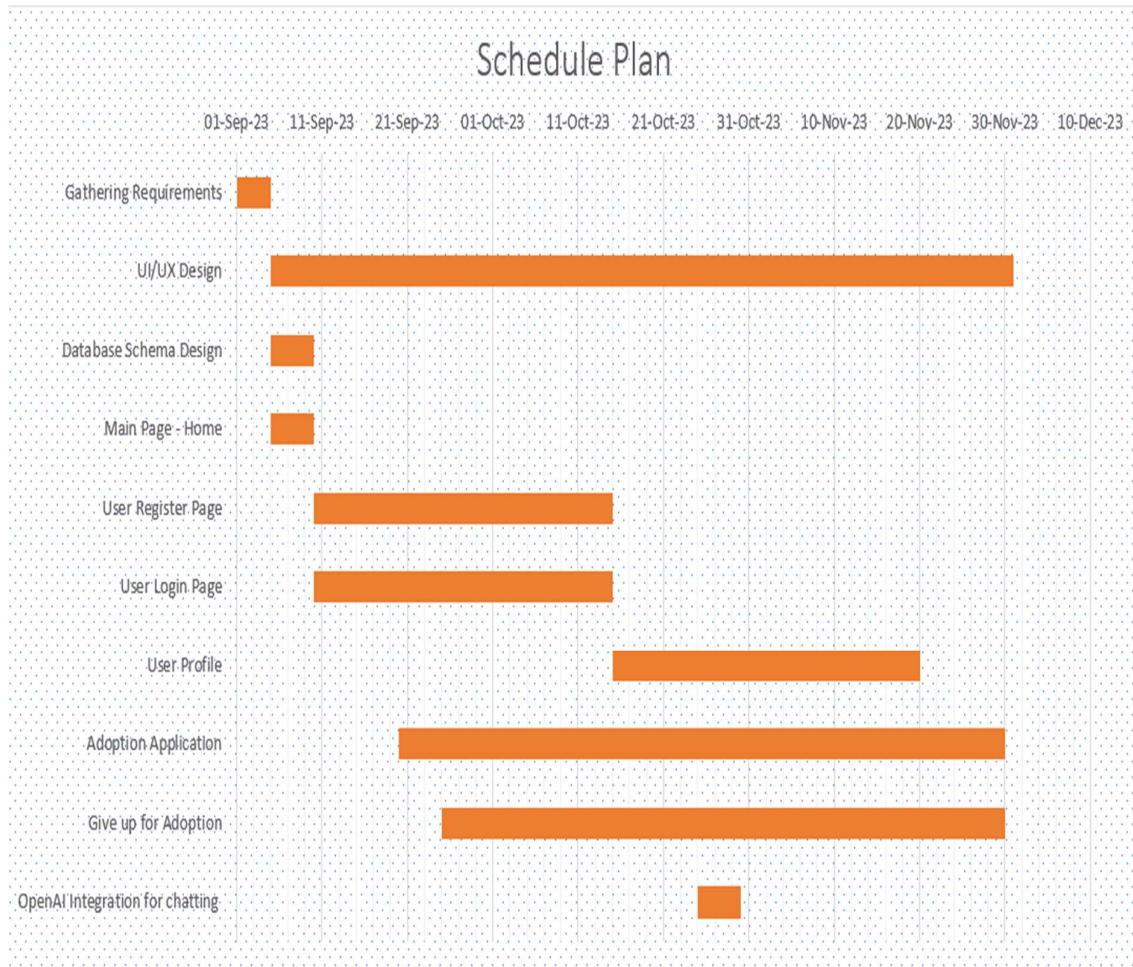 Schedule Plan
01-Sep-23 11-Sep-23 21-Sep-23 01-Oct-23 11-Oct-23 21-Oct-23 31-Oct-23 10-Nov-23 20-Nov-23 30-Nov-23 10-Dec-23
Gathering Requirements
UI/UX Design
Database Schema Design
Main Page - Home
User Register Page
User Login Page
User Profile
Adoption Application
Give up for Adoption
OpenAI Integration for chatting